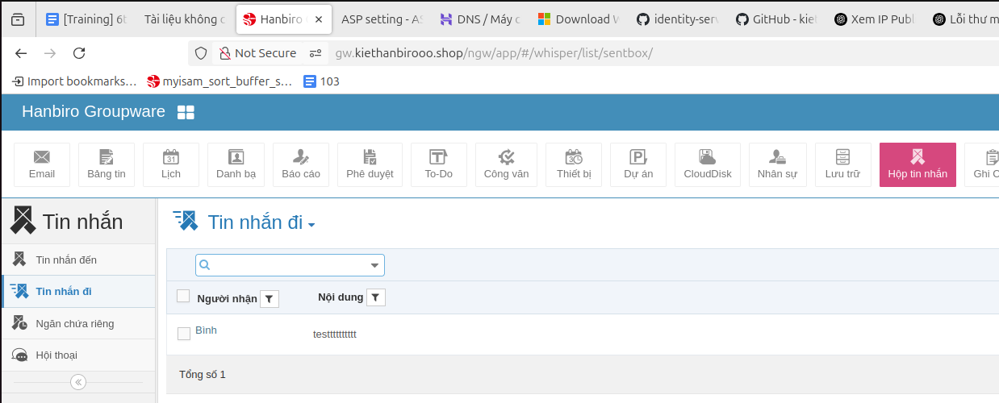 [Training] 6t
Tài liệu không
Hanbiro
ASP setting - AS
DNS / Máy c
Download
identity-serv
GitHub - kiet
Xem IP Publ
Lỗi thư m
Not Secure
gw.kiethanbirooo.shop/ngw/app/#/whisper/list/sentbox/
Import bookmarks...
myisam_sort_buffer_s...
103
Hanbiro Groupware
Email
Bảng tin
31
Lịch
Danh bạ
Báo cáo
Phê duyệt
To-Do
Công văn
Thiết bị
Dự án
CloudDisk
Nhân sự
Lưu trữ
Hộp tin nhắn
Ghi
Tin nhắn
Tin nhắn đến
Tin nhắn đi
Ngăn chứa riêng
Hội thoại
Tin nhắn đi
Người nhận
Nội dung
Bình
testttttttttt
Tổng số 1